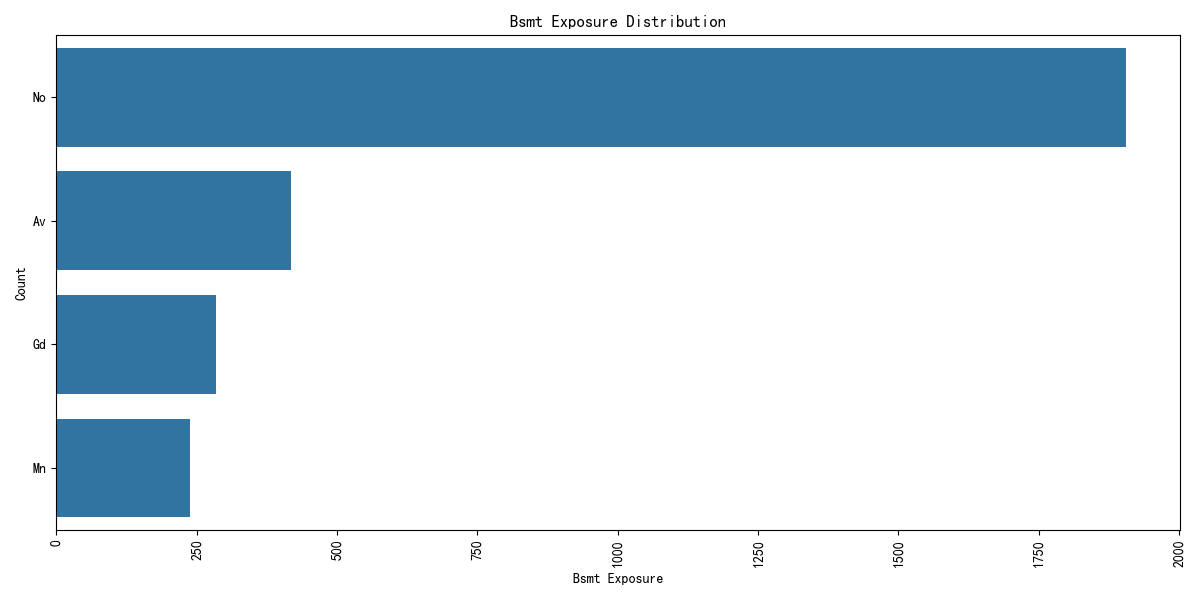 Bsmt Exposure Distribution
No
Av
Gd
Mn
Count
0
250
500
750
1000
1250
1500
1750
2000
Bsmt Exposure